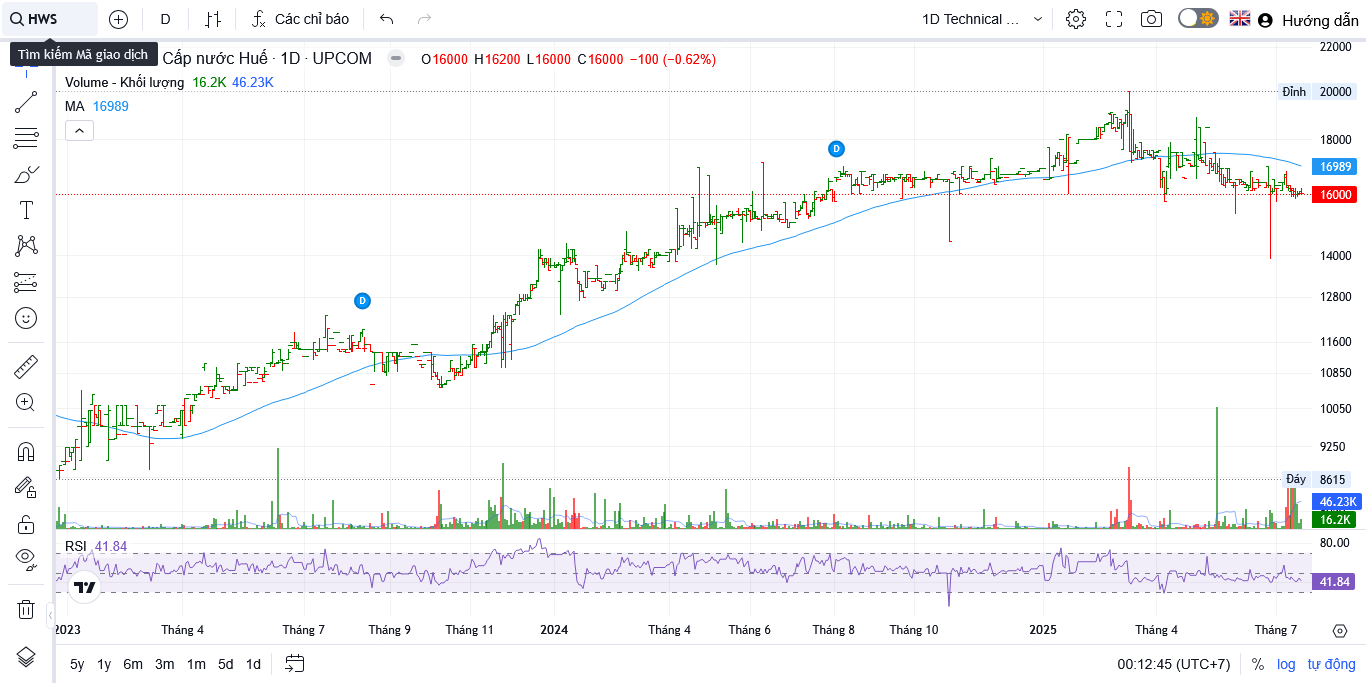 HWS
D
Các chỉ báo
1D Technical ...
Hướng dẫn
Tìm kiếm Mã giao dịch
Cấp nước Huế · 1D · UPCOM
O16000 H16200 L16000 C16000 −100 (−0.62%)
Volume - Khối lượng 16.2K 46.23K
MA 16989
22000
Đỉnh 20000
18000
16989
16000
14000
12800
11600
10850
10050
9250
Đáy 8615
46.23K
16.2K
D
D
RSI 41.84
80.00
41.84
2023
Tháng 4
Tháng 7
Tháng 9
Tháng 11
2024
Tháng 4
Tháng 6
Tháng 8
Tháng 10
2025
Tháng 4
Tháng 7
5y 1y 6m 3m 1m 5d 1d
00:12:45 (UTC+7)
% log tự động